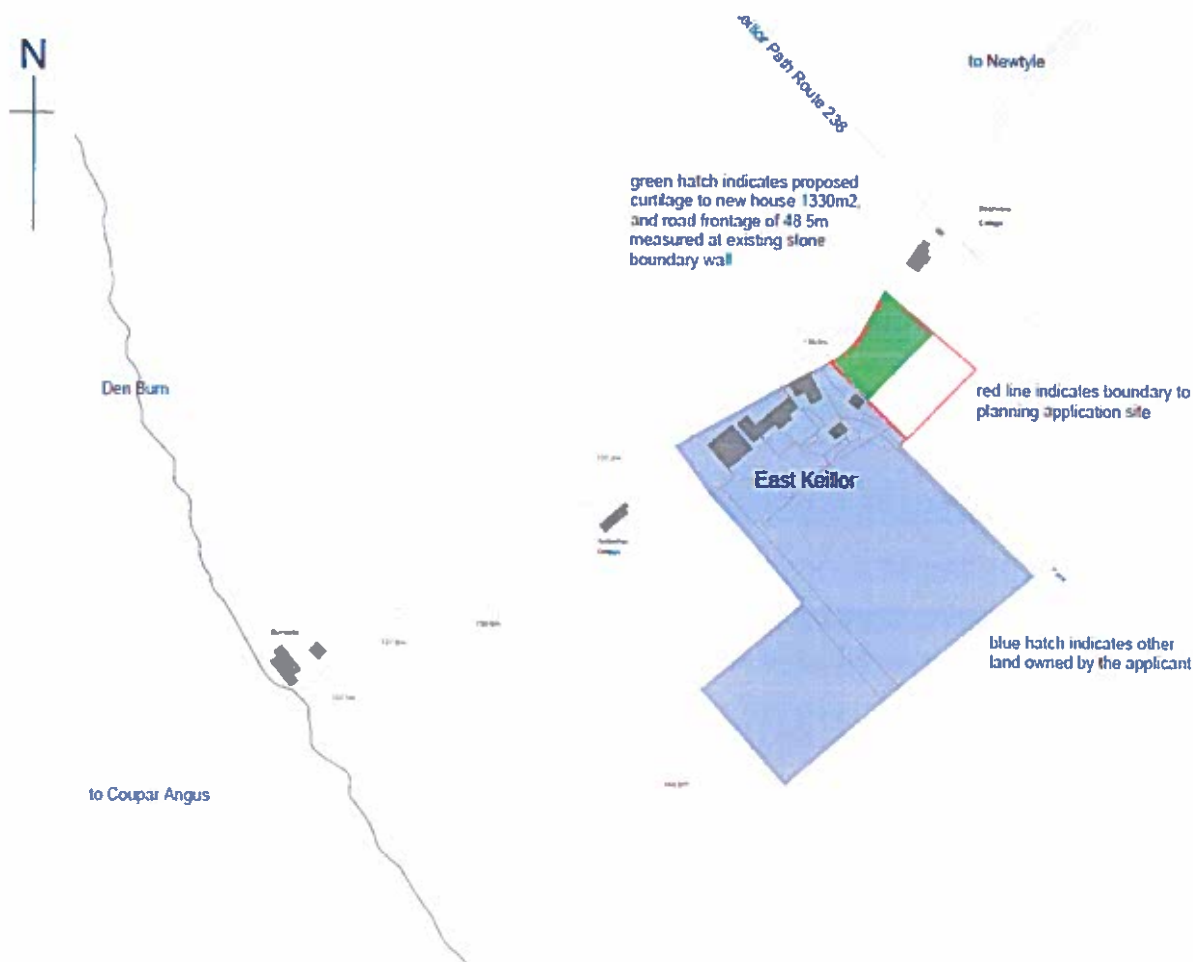 N
Path Route 238
to Newtyle
green hatch indicates proposed
curtilage to new house 1330m2,
and road frontage of 48 5m
measured at existing stone
boundary wall
Den Burn
red line indicates boundary to
planning application site
East Keillor
blue hatch indicates other
land owned by the applicant
to Coupar Angus